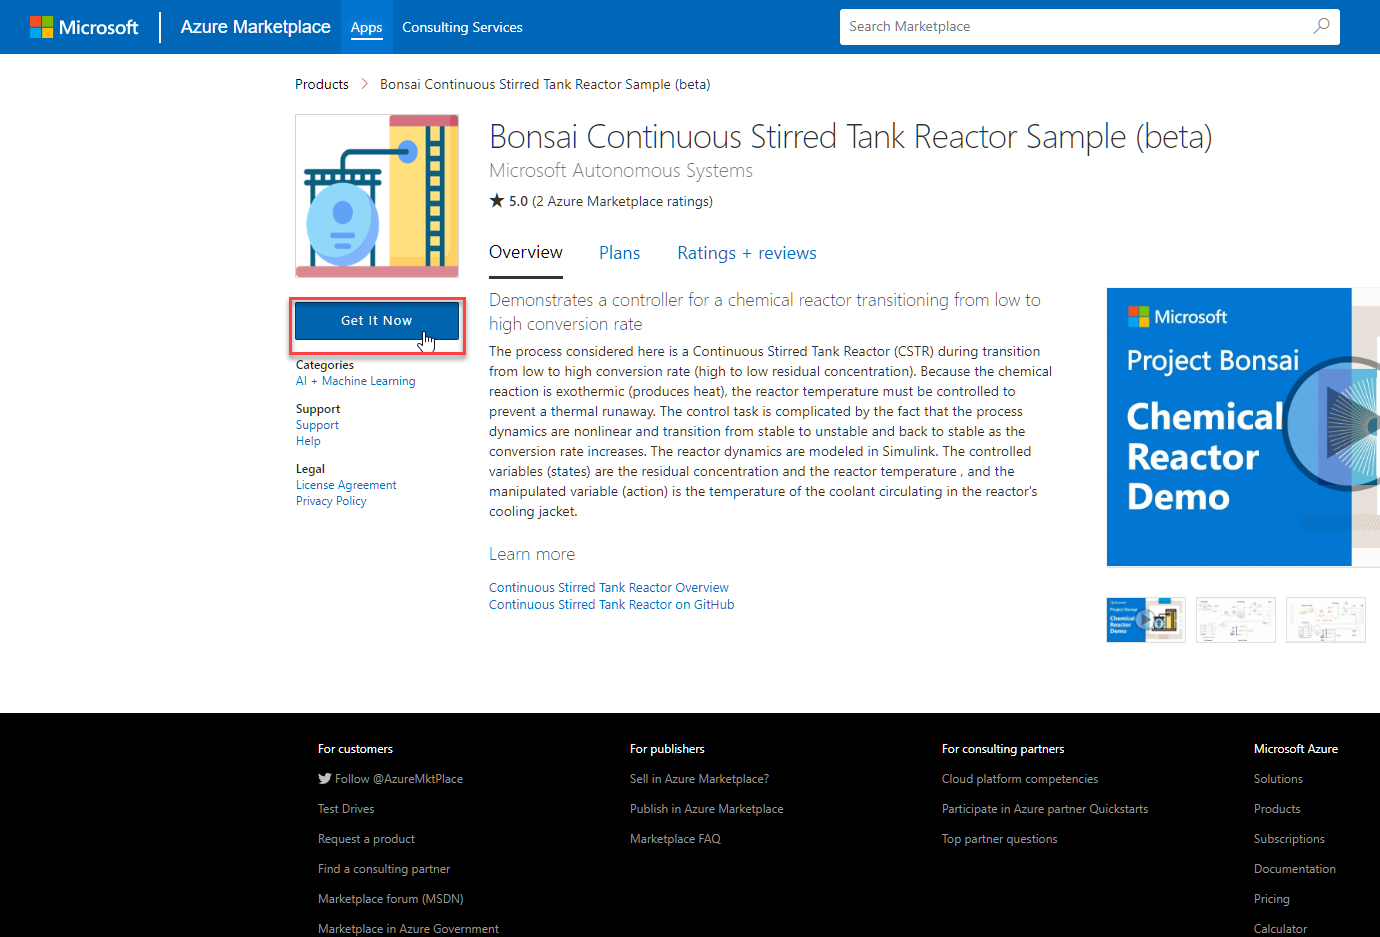 Microsoft
Azure Marketplace
Apps
Consulting Services
Search Marketplace
Products
Bonsai Continuous Stirred Tank Reactor Sample (beta)
Bonsai Continuous Stirred Tank Reactor Sample (beta)
Microsoft Autonomous Systems
★ 5.0 (2 Azure Marketplace ratings)
Overview
Plans
Ratings + reviews
Get It Now
Categories
AI + Machine Learning
Support
Support
Help
Legal
License Agreement
Privacy Policy
Demonstrates a controller for a chemical reactor transitioning from low to
high conversion rate
The process considered here is a Continuous Stirred Tank Reactor (CSTR) during transition
from low to high conversion rate (high to low residual concentration). Because the chemical
reaction is exothermic (produces heat), the reactor temperature must be controlled to
prevent a thermal runaway. The control task is complicated by the fact that the process
dynamics are nonlinear and transition from stable to unstable and back to stable as the
conversion rate increases. The reactor dynamics are modeled in Simulink. The controlled
variables (states) are the residual concentration and the reactor temperature , and the
manipulated variable (action) is the temperature of the coolant circulating in the reactor's
cooling jacket.
Learn more
Continuous Stirred Tank Reactor Overview
Continuous Stirred Tank Reactor on GitHub
Microsoft
Project Bonsai
Chemical
Reactor
Demo
Project Bonsai
Chemical
Reactor
Demo
For customers
Follow @AzureMktPlace
Test Drives
Request a product
Find a consulting partner
Marketplace forum (MSDN)
Marketplace in Azure Government
For publishers
Sell in Azure Marketplace?
Publish in Azure Marketplace
Marketplace FAQ
For consulting partners
Cloud platform competencies
Participate in Azure partner Quickstarts
Top partner questions
Microsoft Azure
Solutions
Products
Subscriptions
Documentation
Pricing
Calculator